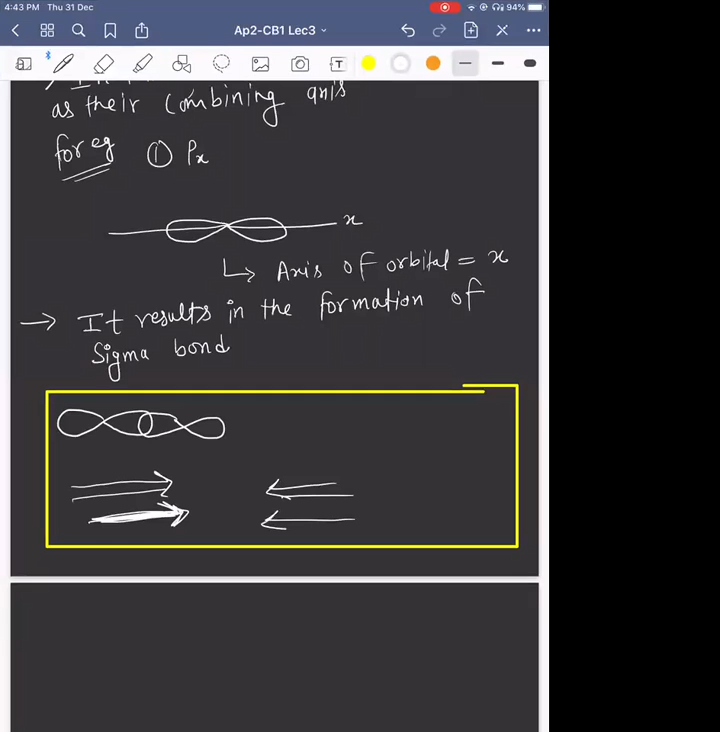 4:43 PM Thu 31 Dec
94%
Ap2-CB1 Lec3
T
as their Combining axis
for eg ① Px
x
↳ Axis of orbital = x
→ It results in the formation of
Sigma bond